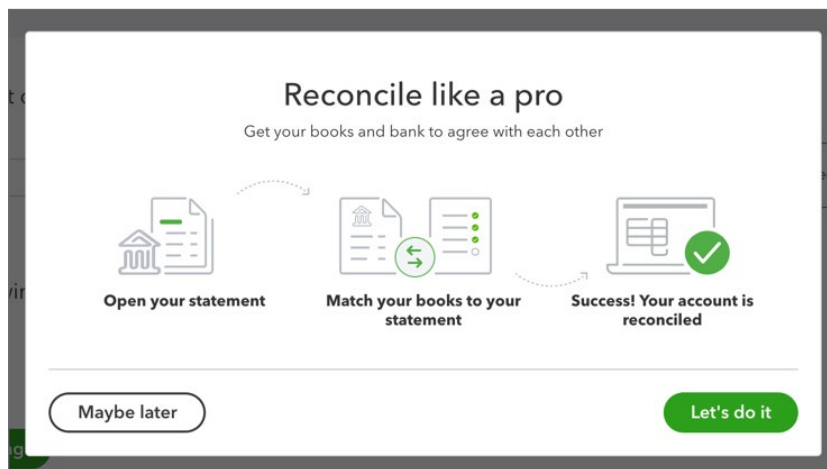 Reconcile like a pro
Get your books and bank to agree with each other
Open your statement
Match your books to your
statement
Success! Your account is
reconciled
Maybe later
Let's do it